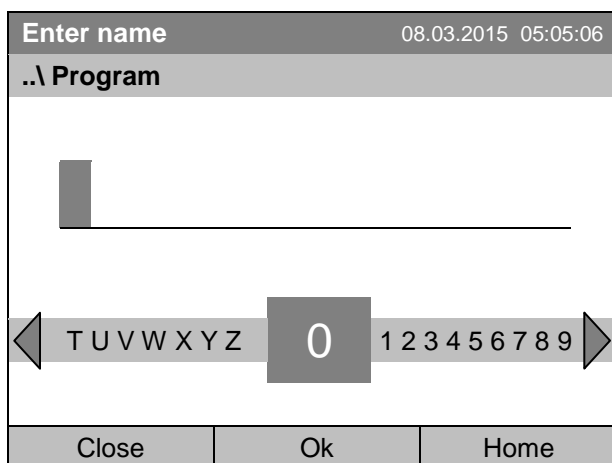 Enter name 08.03.2015 05:05:06
..\ Program
T U V W X Y Z 0 1 2 3 4 5 6 7 8 9
Close Ok Home